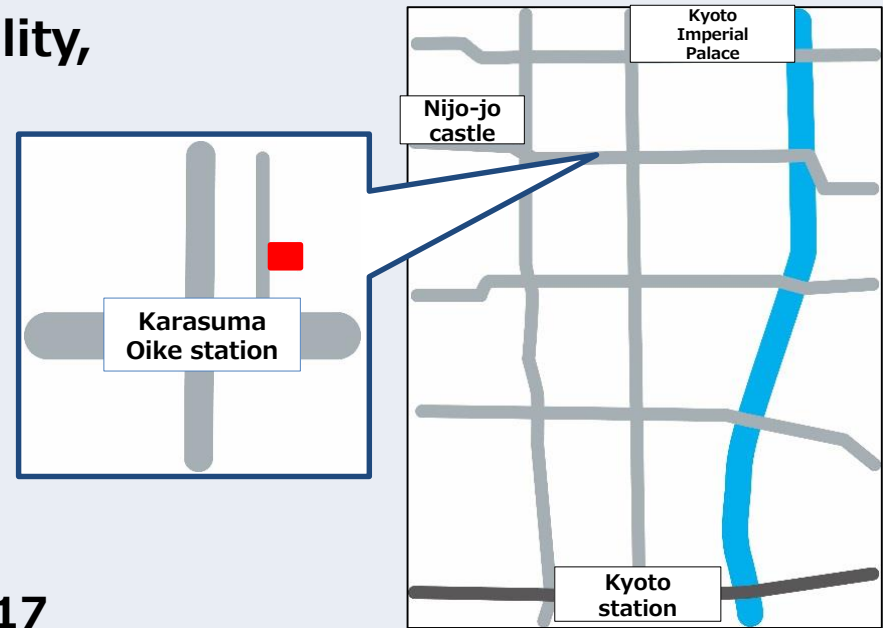 lity,
Kyoto
Imperial
Palace
Nijo-jo
castle
Karasuma
Oike station
Kyoto
station
17